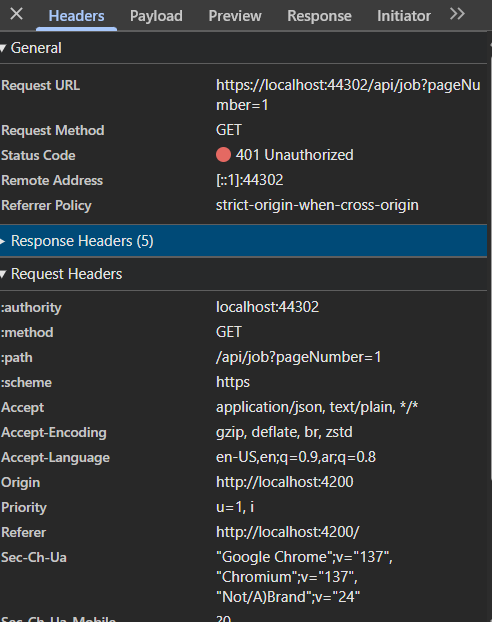 Headers Payload Preview Response Initiator
General
Request URL https://localhost:44302/api/job?pageNu
mber=1
Request Method GET
Status Code 401 Unauthorized
Remote Address [::1]:44302
Referrer Policy strict-origin-when-cross-origin
Response Headers (5)
Request Headers
:authority localhost:44302
:method GET
:path /api/job?pageNumber=1
:scheme https
Accept application/json, text/plain, */*
Accept-Encoding gzip, deflate, br, zstd
Accept-Language en-US,en;q=0.9,ar;q=0.8
Origin http://localhost:4200
Priority u=1, i
Referer http://localhost:4200/
Sec-Ch-Ua "Google Chrome";v="137",
"Chromium";v="137",
"Not/A)Brand";v="24"
Sec-Ch-Ua-Mobile ?0